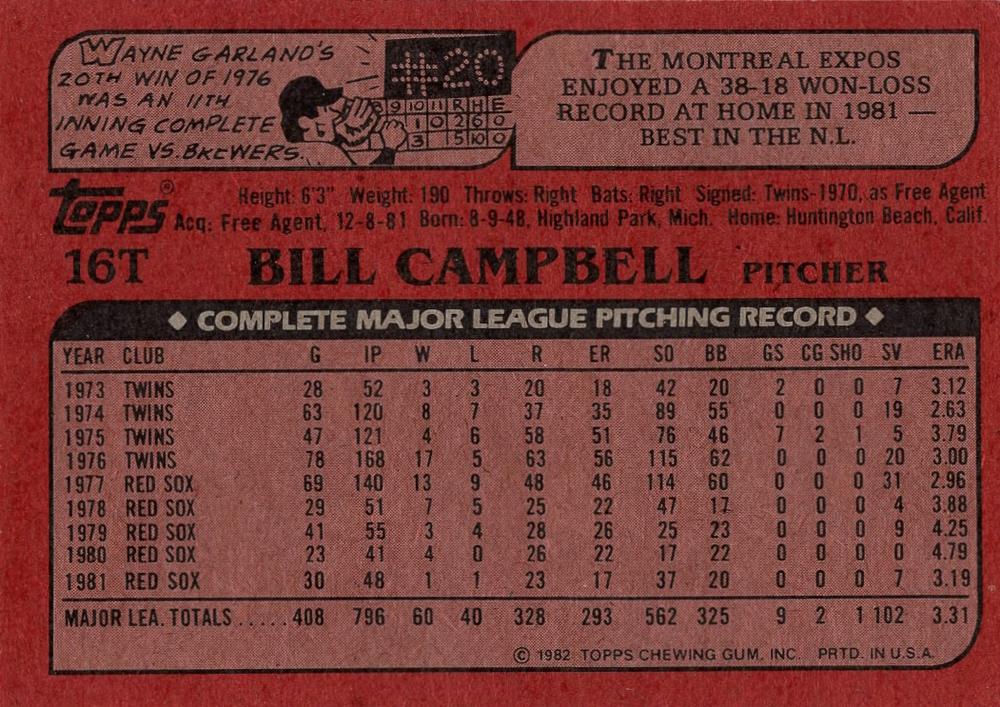 WAYNE GARLAND'S
20TH WIN OF 1976
WAS AN 11TH
INNING COMPLETE
GAME VS. BREWERS.
#20
9 10 11 R H E
1 0 2 6 0
3 1 5 10 0
THE MONTREAL EXPOS
ENJOYED A 38-18 WON-LOSS
RECORD AT HOME IN 1981 —
BEST IN THE N.L.
Topps®
Height: 6'3" Weight: 190 Throws: Right Bats: Right Signed: Twins-1970, as Free Agent
Acq: Free Agent, 12-8-81 Born: 8-9-48, Highland Park, Mich. Home: Huntington Beach, Calif.
16T BILL CAMPBELL PITCHER
◆ COMPLETE MAJOR LEAGUE PITCHING RECORD ◆
YEAR CLUB G IP W L R ER SO BB GS CG SHO SV ERA
1973 TWINS 28 52 3 3 20 18 42 20 2 0 0 7 3.12
1974 TWINS 63 120 8 7 37 35 89 55 0 0 0 19 2.63
1975 TWINS 47 121 4 6 58 51 76 46 7 2 1 5 3.79
1976 TWINS 78 168 17 5 63 56 115 62 0 0 0 20 3.00
1977 RED SOX 69 140 13 9 48 46 114 60 0 0 0 31 2.96
1978 RED SOX 29 51 7 5 25 22 47 17 0 0 0 4 3.88
1979 RED SOX 41 55 3 4 28 26 25 23 0 0 0 9 4.25
1980 RED SOX 23 41 4 0 26 22 17 22 0 0 0 0 4.79
1981 RED SOX 30 48 1 1 23 17 37 20 0 0 0 7 3.19
MAJOR LEA. TOTALS.....408 796 60 40 328 293 562 325 9 2 1 102 3.31
© 1982 TOPPS CHEWING GUM, INC. PRTD. IN U.S.A.